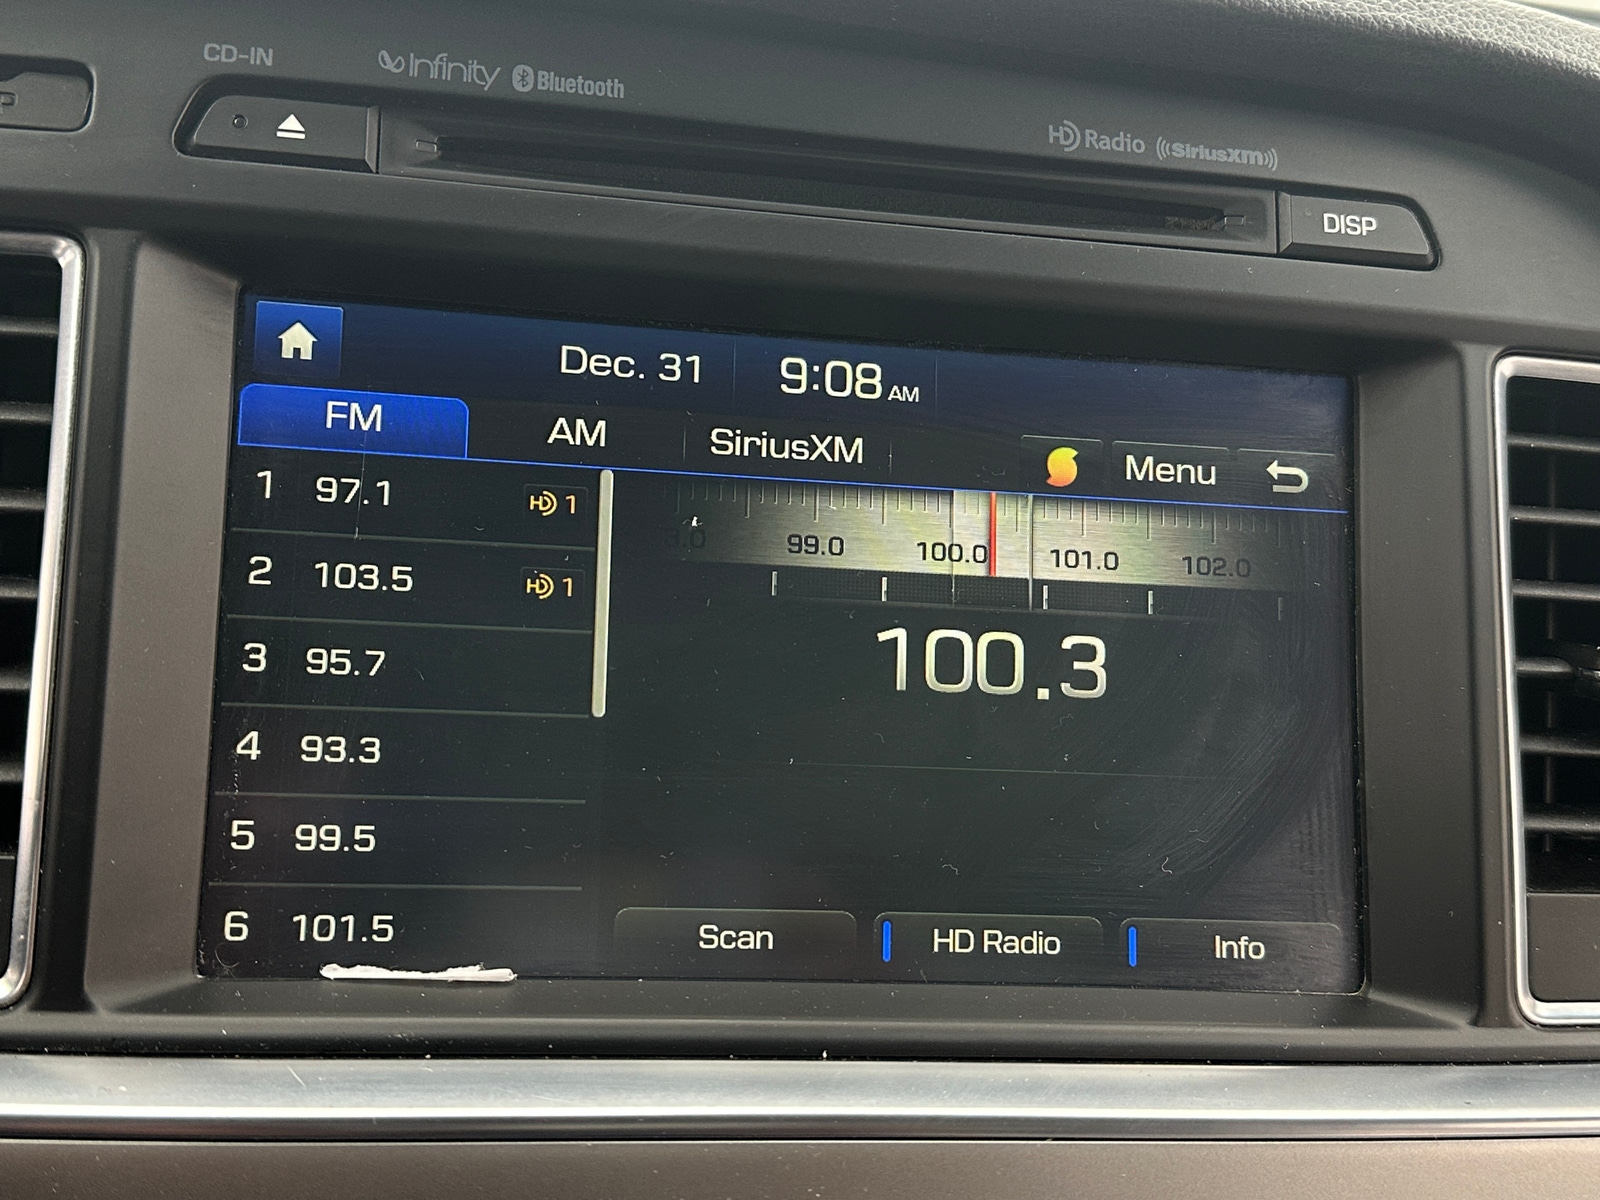 CD-IN
Infinity Bluetooth
HD Radio ((SiriusXM))
DISP
Dec. 31 9:08 AM
FM AM SiriusXM Menu
1 97.1 HD 1
2 103.5 HD 1
3 95.7
4 93.3
5 99.5
6 101.5
99.0 100.0 101.0 102.0
100.3
Scan HD Radio Info